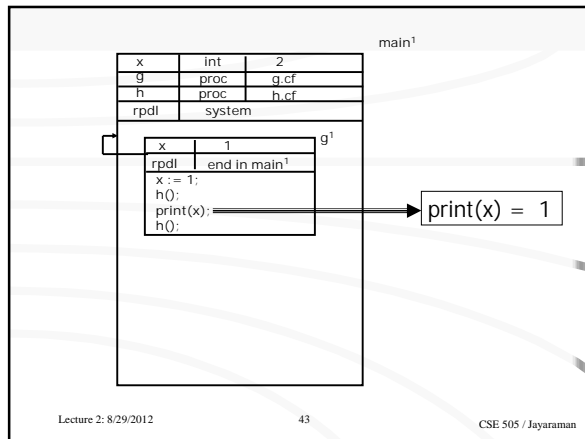 main1
x int 2
g proc g.cf
h proc h.cf
rpdl system
g1
x 1
rpdl end in main1
x := 1;
h();
print(x);
print(x) = 1
h();
Lecture 2: 8/29/2012 43 CSE 505 / Jayaraman